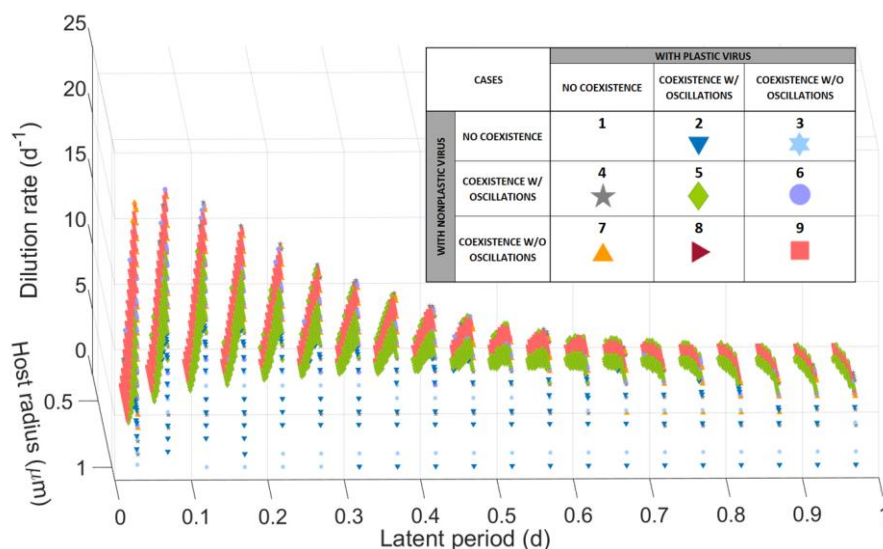 25
20
15
10
5
0
Dilution rate (d⁻¹)
0.5
1
Host radius (μm)
0
0.1
0.2
0.3
0.4
0.5
0.6
0.7
0.8
0.9
1
Latent period (d)
CASES
WITH PLASTIC VIRUS
NO COEXISTENCE
COEXISTENCE W/
OSCILLATIONS
COEXISTENCE W/O
OSCILLATIONS
WITH NONPLASTIC VIRUS
NO COEXISTENCE
1
2
3
COEXISTENCE W/
OSCILLATIONS
4
5
6
COEXISTENCE W/O
OSCILLATIONS
7
8
9